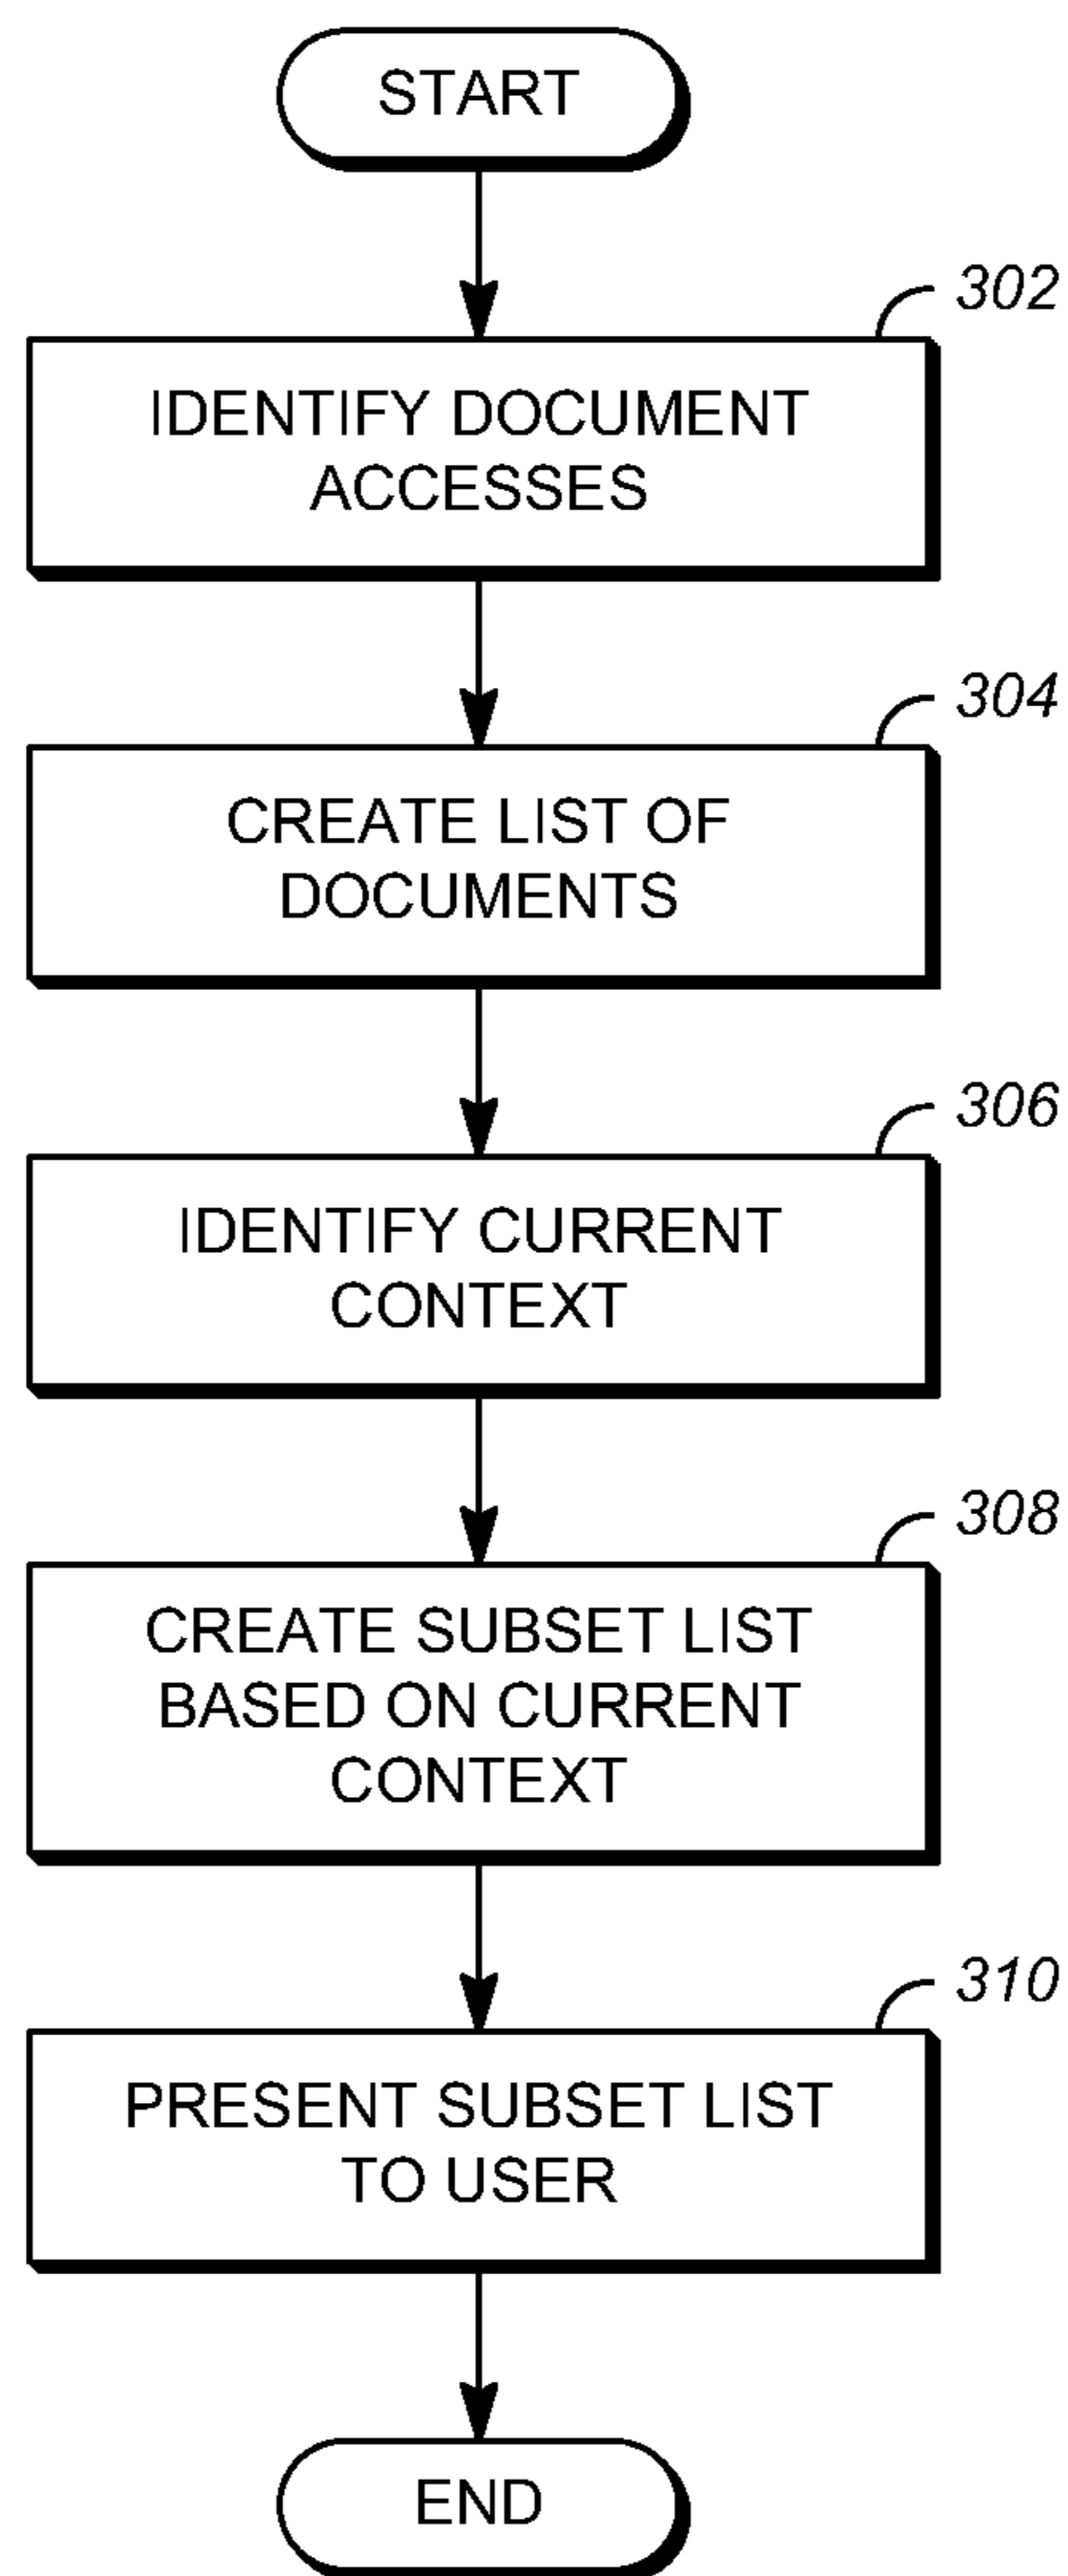 START
302
IDENTIFY DOCUMENT
ACCESSES
304
CREATE LIST OF
DOCUMENTS
306
IDENTIFY CURRENT
CONTEXT
308
CREATE SUBSET LIST
BASED ON CURRENT
CONTEXT
310
PRESENT SUBSET LIST
TO USER
END